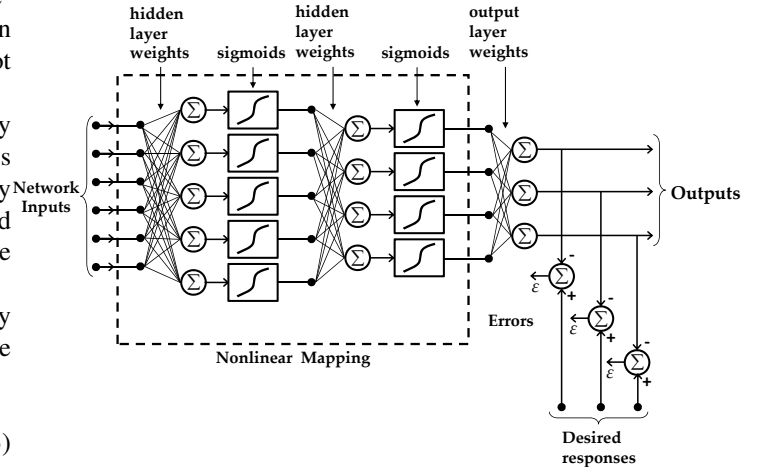 n
ot
y
s
y
d
e
y
e
)
hidden
layer
weights
sigmoids
hidden
layer
weights
sigmoids
output
layer
weights
Network
Inputs
Σ
Σ
Σ
Σ
Σ
Σ
Σ
Σ
Σ
Σ
Σ
Σ
Outputs
-
Σ
+
ε
-
Σ
+
ε
-
Σ
+
ε
Errors
Nonlinear Mapping
Desired
responses